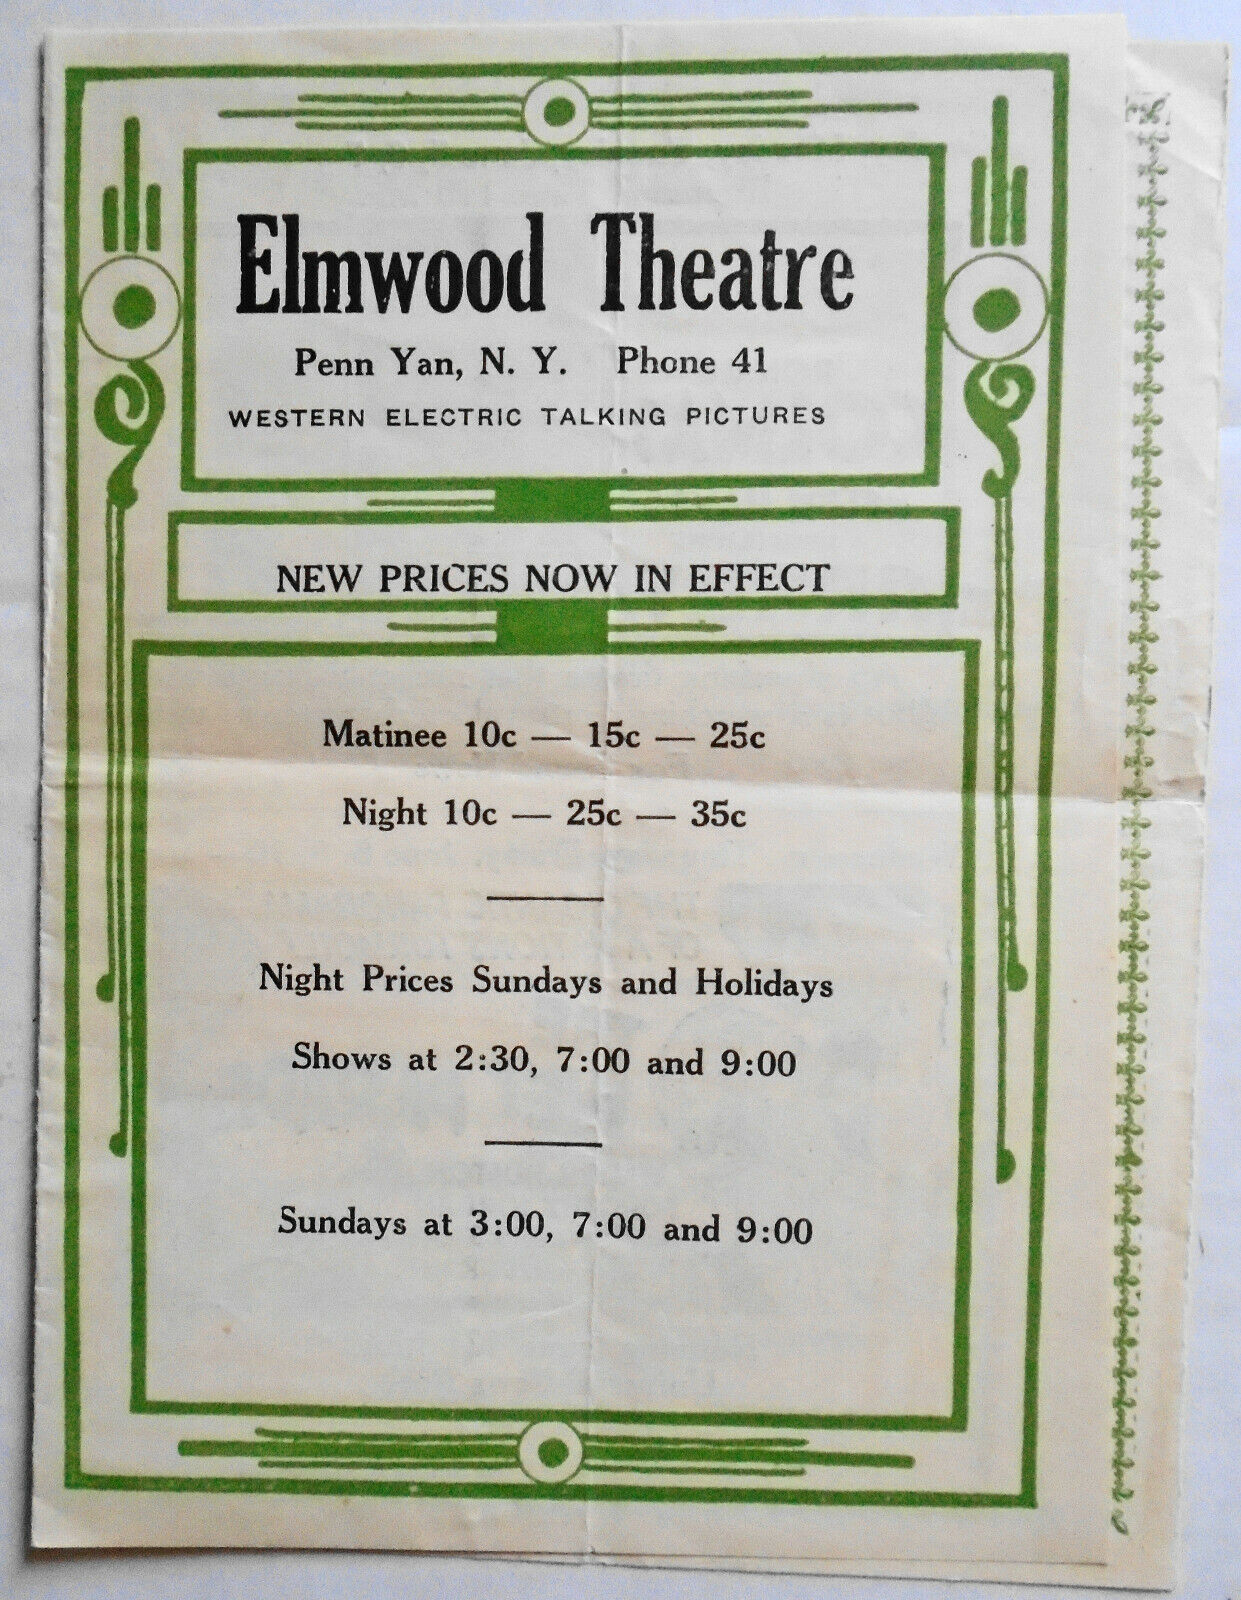 Elmwood Theatre
Penn Yan, N. Y. Phone 41
WESTERN ELECTRIC TALKING PICTURES
NEW PRICES NOW IN EFFECT
Matinee 10c — 15c — 25c
Night 10c — 25c — 35c
Night Prices Sundays and Holidays
Shows at 2:30, 7:00 and 9:00
Sundays at 3:00, 7:00 and 9:00